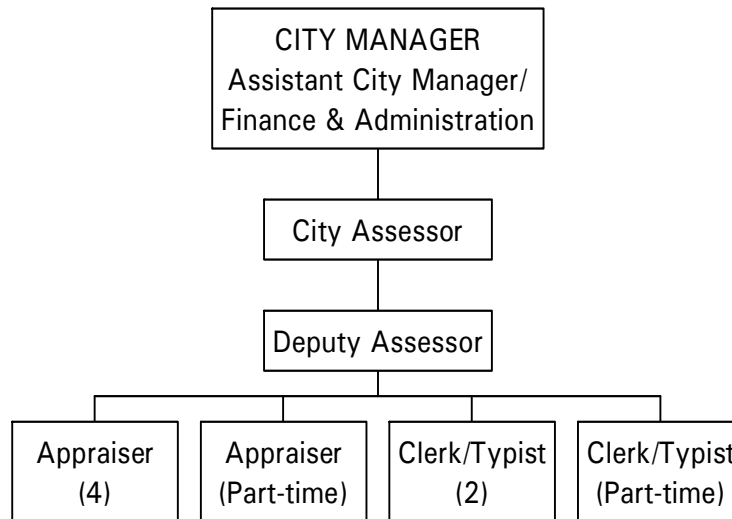 CITY MANAGER
Assistant City Manager/
Finance & Administration
City Assessor
Deputy Assessor
Appraiser
(4)
Appraiser
(Part-time)
Clerk/Typist
(2)
Clerk/Typist
(Part-time)